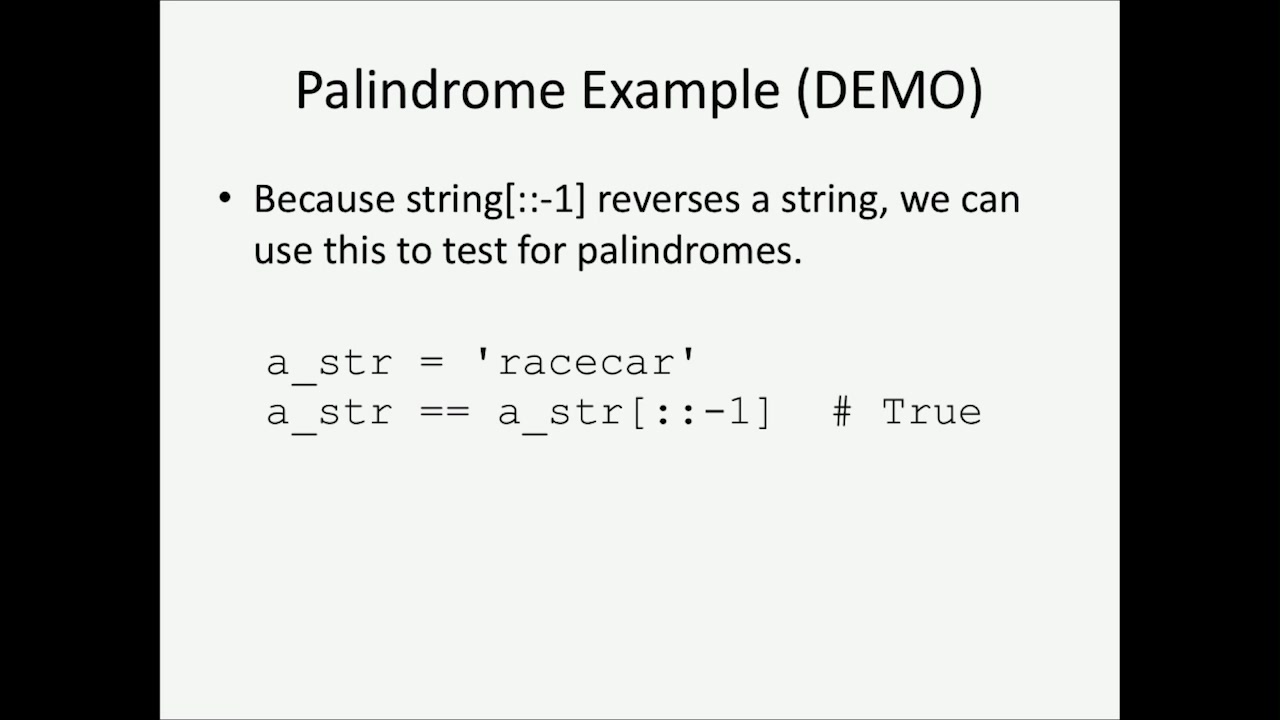 Palindrome Example (DEMO)
• Because string[::-1] reverses a string, we can
use this to test for palindromes.
a_str = 'racecar'
a_str == a_str[::-1]  # True